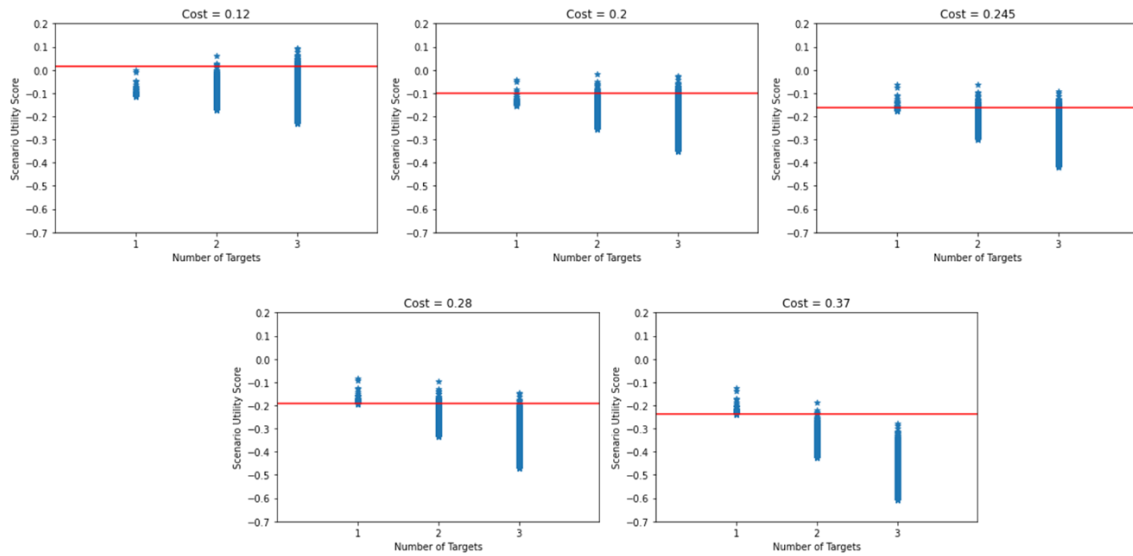 Cost = 0.12
Scenario Utility Score
0.2
0.1
0.0
−0.1
−0.2
−0.3
−0.4
−0.5
−0.6
−0.7
1 2 3
Number of Targets
Cost = 0.2
Scenario Utility Score
0.2
0.1
0.0
−0.1
−0.2
−0.3
−0.4
−0.5
−0.6
−0.7
1 2 3
Number of Targets
Cost = 0.245
Scenario Utility Score
0.2
0.1
0.0
−0.1
−0.2
−0.3
−0.4
−0.5
−0.6
−0.7
1 2 3
Number of Targets
Cost = 0.28
Scenario Utility Score
0.2
0.1
0.0
−0.1
−0.2
−0.3
−0.4
−0.5
−0.6
−0.7
1 2 3
Number of Targets
Cost = 0.37
Scenario Utility Score
0.2
0.1
0.0
−0.1
−0.2
−0.3
−0.4
−0.5
−0.6
−0.7
1 2 3
Number of Targets